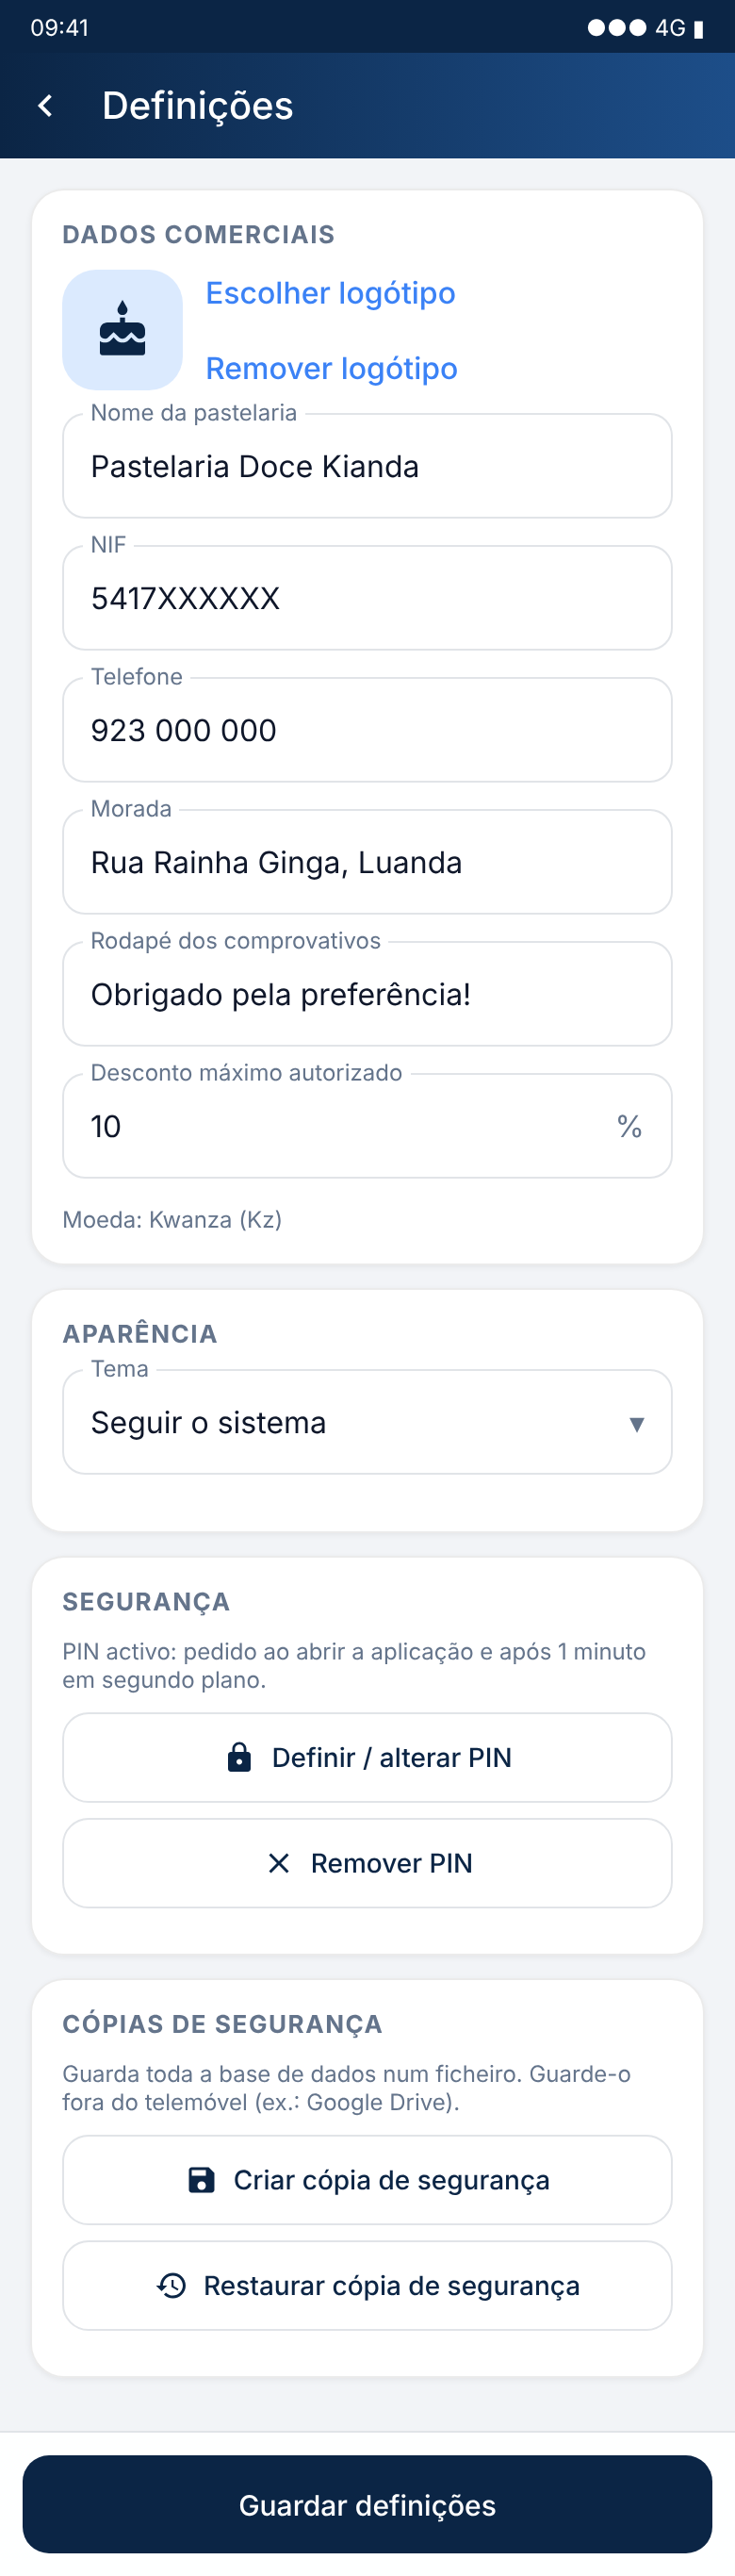 09:41
4G
Definições
DADOS COMERCIAIS
Escolher logótipo
Remover logótipo
Nome da pastelaria
Pastelaria Doce Kianda
NIF
5417XXXXXX
Telefone
923 000 000
Morada
Rua Rainha Ginga, Luanda
Rodapé dos comprovativos
Obrigado pela preferência!
Desconto máximo autorizado
10 %
Moeda: Kwanza (Kz)
APARÊNCIA
Tema
Seguir o sistema
SEGURANÇA
PIN activo: pedido ao abrir a aplicação e após 1 minuto
em segundo plano.
Definir / alterar PIN
Remover PIN
CÓPIAS DE SEGURANÇA
Guarda toda a base de dados num ficheiro. Guarde-o
fora do telemóvel (ex.: Google Drive).
Criar cópia de segurança
Restaurar cópia de segurança
Guardar definições